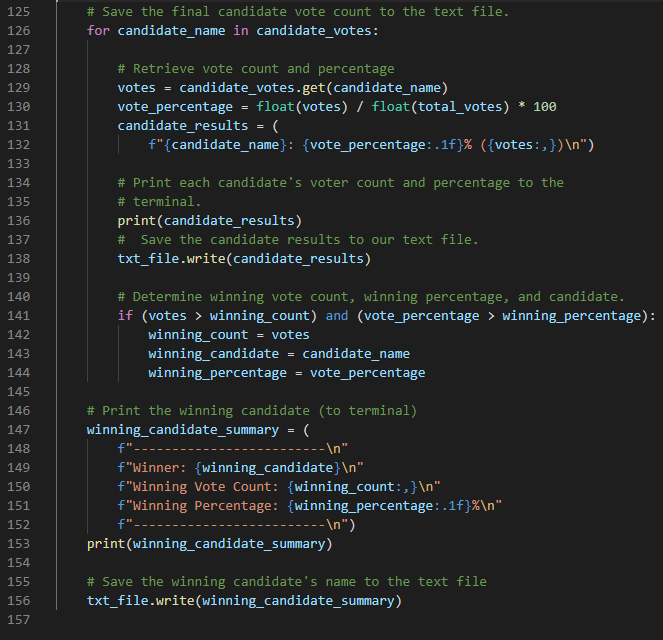 125 # Save the final candidate vote count to the text file.
126 for candidate_name in candidate_votes:
127
128 # Retrieve vote count and percentage
129 votes = candidate_votes.get(candidate_name)
130 vote_percentage = float(votes) / float(total_votes) * 100
131 candidate_results = (
132 f"{candidate_name}: {vote_percentage:.1f}% ({votes:,})\n")
133
134 # Print each candidate's voter count and percentage to the
135 # terminal.
136 print(candidate_results)
137 #  Save the candidate results to our text file.
138 txt_file.write(candidate_results)
139
140 # Determine winning vote count, winning percentage, and candidate.
141 if (votes > winning_count) and (vote_percentage > winning_percentage):
142 winning_count = votes
143 winning_candidate = candidate_name
144 winning_percentage = vote_percentage
145
146 # Print the winning candidate (to terminal)
147 winning_candidate_summary = (
148 f"-------------------------\n"
149 f"Winner: {winning_candidate}\n"
150 f"Winning Vote Count: {winning_count:,}\n"
151 f"Winning Percentage: {winning_percentage:.1f}%\n"
152 f"-------------------------\n")
153 print(winning_candidate_summary)
154
155 # Save the winning candidate's name to the text file
156 txt_file.write(winning_candidate_summary)
157